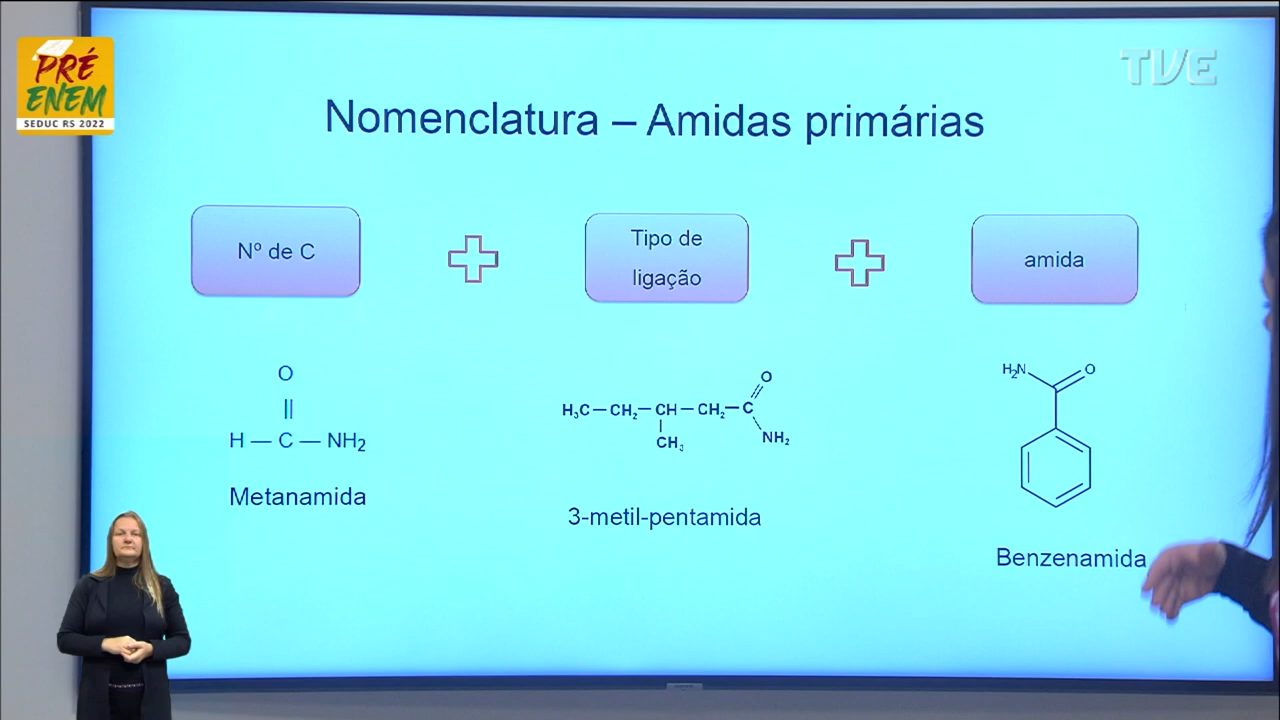 PRÉ
ENEM
SEDUC RS 2022
TVE
Nomenclatura – Amidas primárias
Nº de C
Tipo de
ligação
amida
O
||
H — C — NH₂
Metanamida
O
H₃C — CH₂ — CH — CH₂ — C
CH₃
NH₂
3-metil-pentamida
H₂N
O
Benzenamida